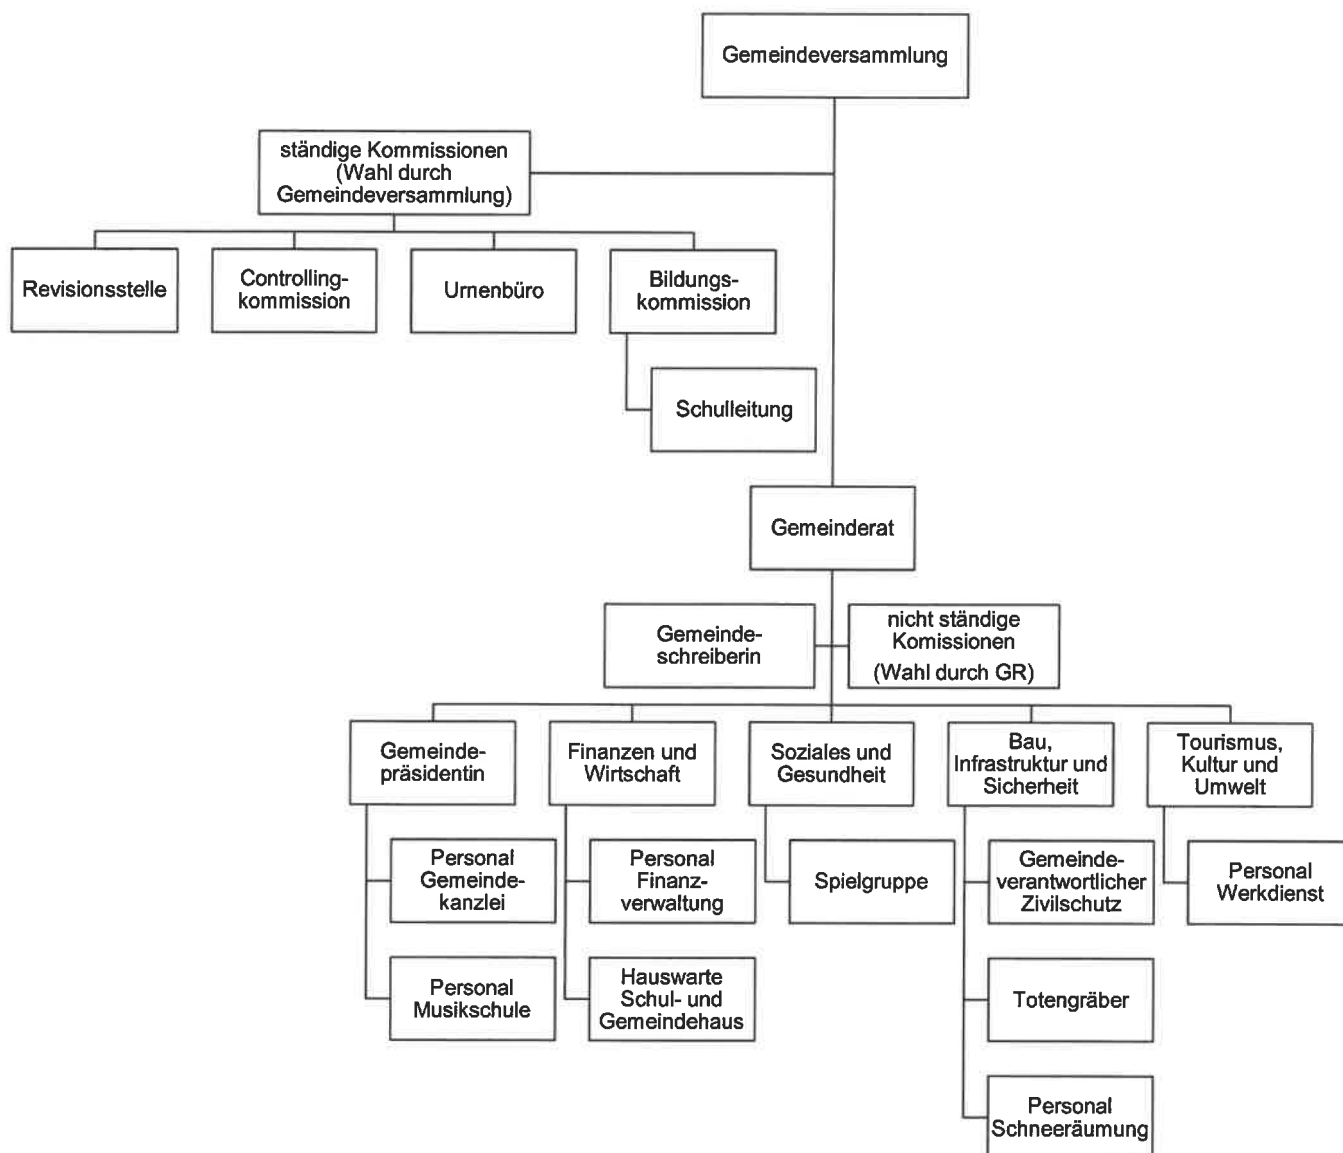 Gemeindeversammlung
ständige Kommissionen
(Wahl durch
Gemeindeversammlung)
Revisionsstelle
Controlling-
kommission
Urnenbüro
Bildungs-
kommission
Schulleitung
Gemeinderat
Gemeinde-
schreiberin
nicht ständige
Komissionen
(Wahl durch GR)
Gemeinde-
präsidentin
Finanzen und
Wirtschaft
Soziales und
Gesundheit
Bau,
Infrastruktur und
Sicherheit
Tourismus,
Kultur und
Umwelt
Personal
Gemeinde-
kanzlei
Personal
Finanz-
verwaltung
Spielgruppe
Gemeinde-
verantwortlicher
Zivilschutz
Personal
Werkdienst
Personal
Musikschule
Hauswarte
Schul- und
Gemeindehaus
Totengräber
Personal
Schneeräumung